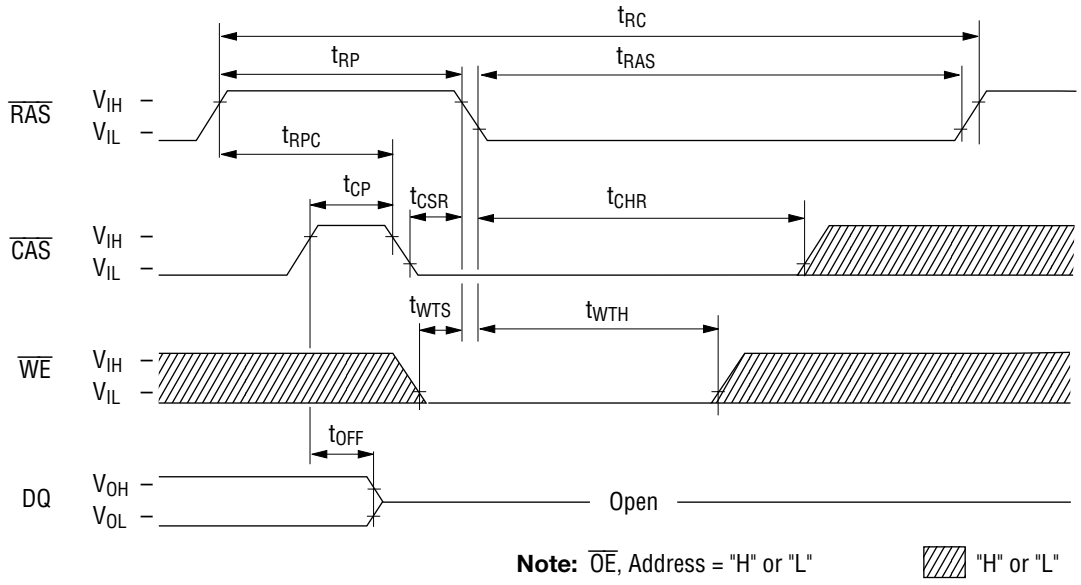 tRC
tRP
tRAS
RAS
VIH –
VIL –
tRPC
tCP
tCSR
tCHR
CAS
VIH –
VIL –
tWTS
tWTH
WE
VIH –
VIL –
tOFF
DQ
VOH –
VOL –
Open
Note: OE, Address = "H" or "L"
"H" or "L"